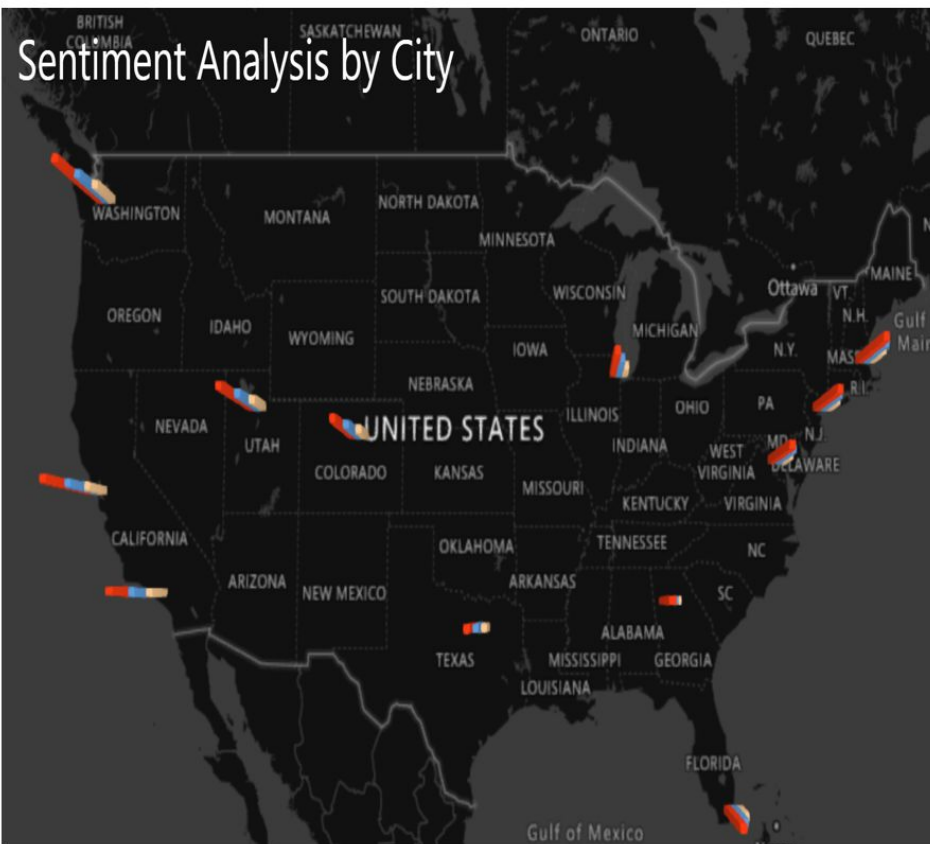 BRITISH
COLUMBIA
SASKATCHEWAN
ONTARIO
QUEBEC
Sentiment Analysis by City
WASHINGTON
MONTANA
NORTH DAKOTA
MINNESOTA
OREGON
IDAHO
WYOMING
SOUTH DAKOTA
WISCONSIN
MICHIGAN
Ottawa
VT.
MAINE
N.H.
Gulf
Mai
N.Y.
MASS
R.I.
IOWA
NEBRASKA
NEVADA
UTAH
UNITED STATES
ILLINOIS
OHIO
PA
N.J.
MD
DELAWARE
COLORADO
KANSAS
MISSOURI
INDIANA
WEST
VIRGINIA
KENTUCKY
VIRGINIA
CALIFORNIA
OKLAHOMA
TENNESSEE
NC
ARIZONA
NEW MEXICO
ARKANSAS
SC
TEXAS
MISSISSIPPI
ALABAMA
GEORGIA
LOUISIANA
FLORIDA
Gulf of Mexico